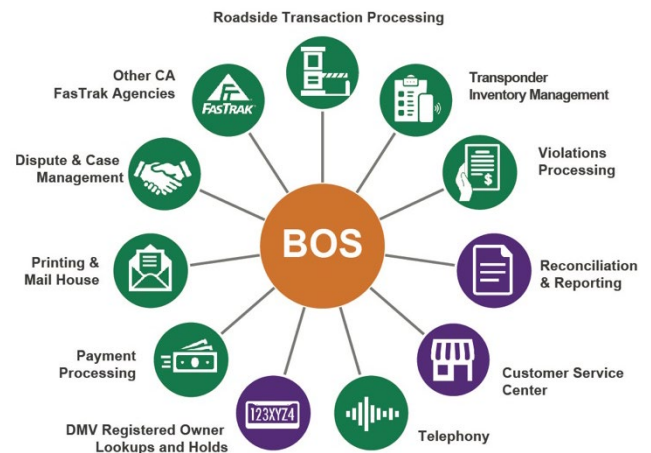 Roadside Transaction Processing
Other CA
FasTrak Agencies
FASTRAK
Transponder
Inventory Management
Dispute & Case
Management
Violations
Processing
$
BOS
Printing &
Mail House
Reconciliation
& Reporting
Payment
Processing
Customer Service
Center
123XYZ4
DMV Registered Owner
Lookups and Holds
Telephony